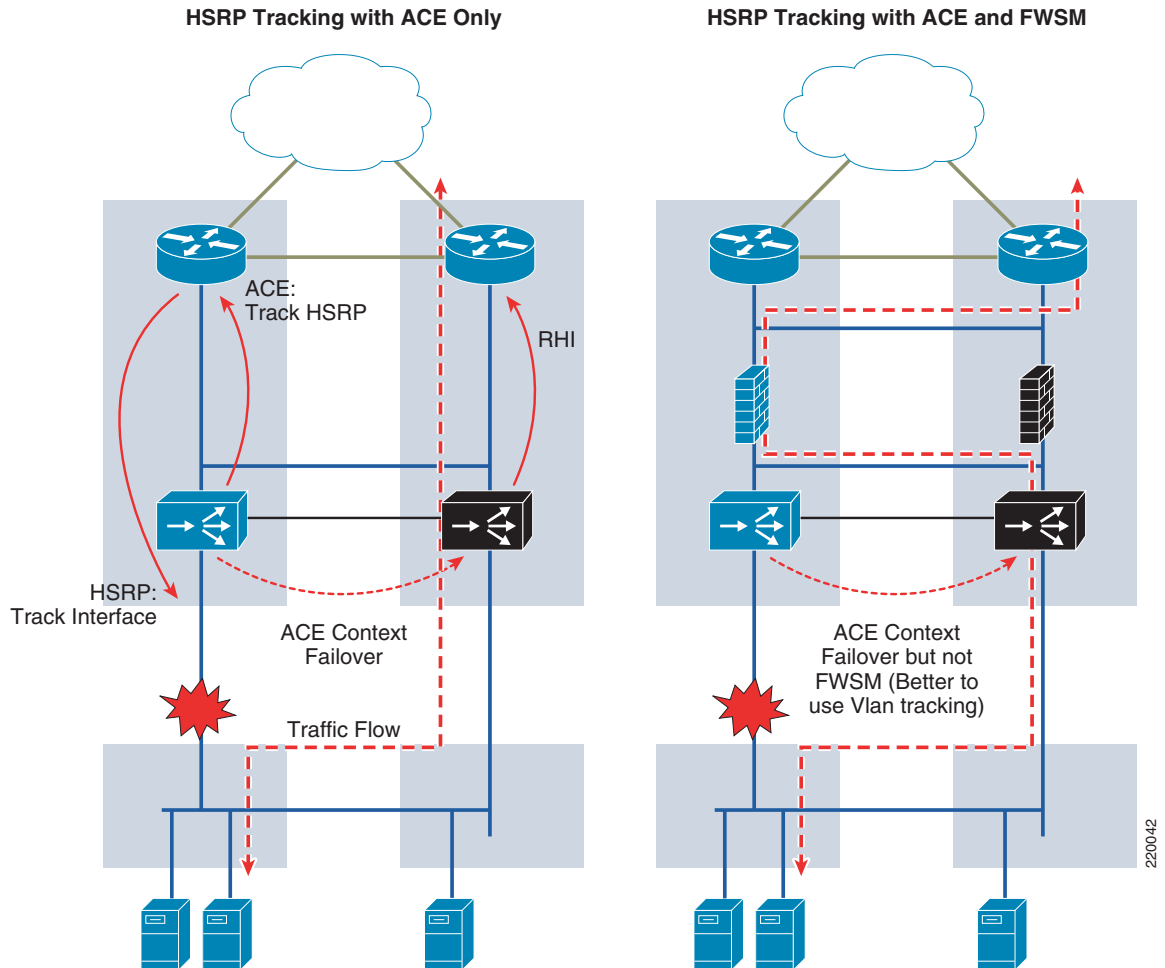 HSRP Tracking with ACE Only
HSRP Tracking with ACE and FWSM
ACE:
Track HSRP
RHI
HSRP:
Track Interface
ACE Context
Failover
Traffic Flow
ACE Context
Failover but not
FWSM (Better to
use Vlan tracking)
220042